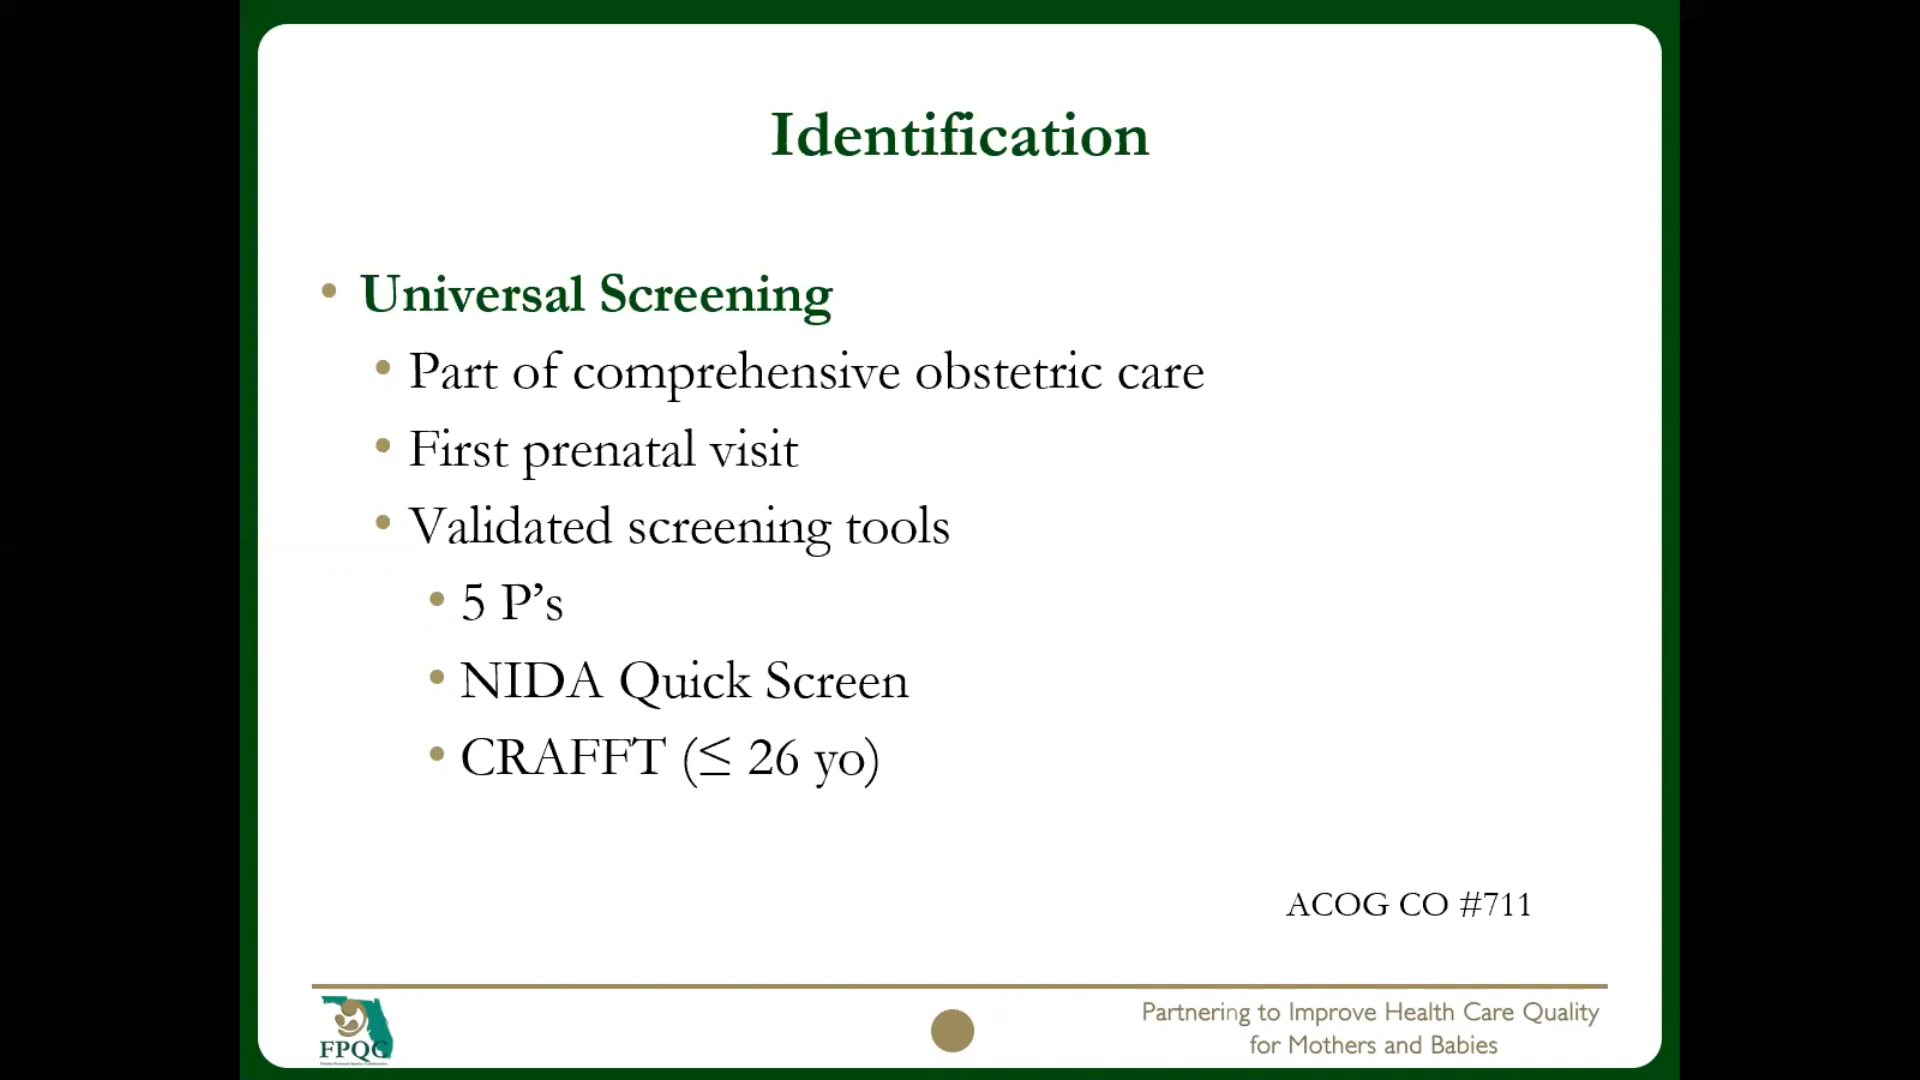 Identification
• Universal Screening
• Part of comprehensive obstetric care
• First prenatal visit
• Validated screening tools
• 5 P’s
• NIDA Quick Screen
• CRAFFT (≤ 26 yo)
ACOG CO #711
FPQC
Partnering to Improve Health Care Quality
for Mothers and Babies